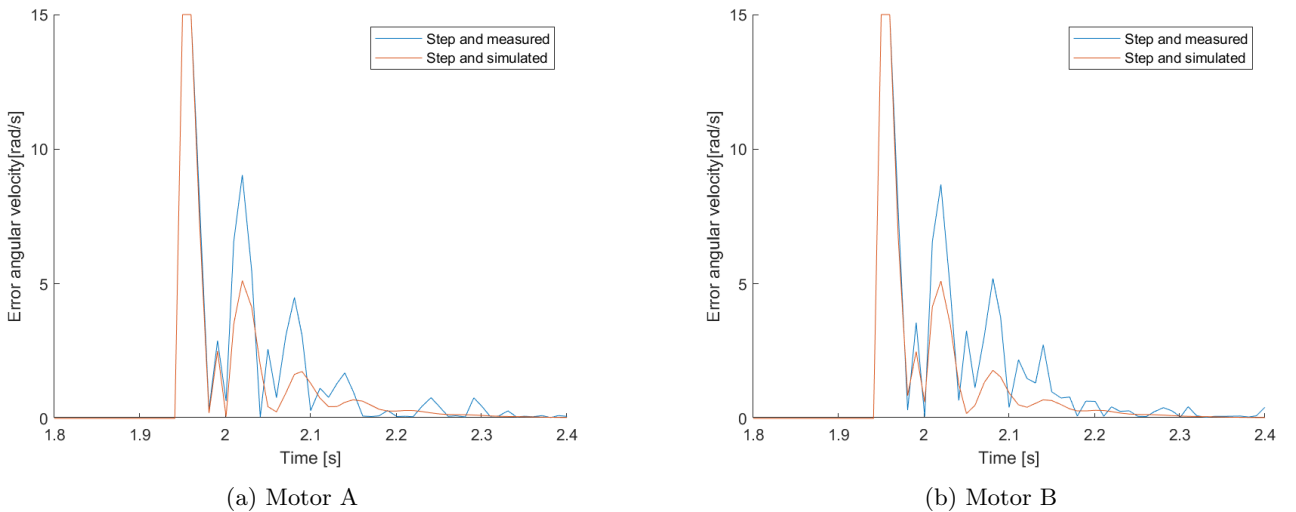 15
10
5
0
Error angular velocity[rad/s]
Step and measured
Step and simulated
1.8 1.9 2 2.1 2.2 2.3 2.4
Time [s]
(a) Motor A
15
10
5
0
Error angular velocity[rad/s]
Step and measured
Step and simulated
1.8 1.9 2 2.1 2.2 2.3 2.4
Time [s]
(b) Motor B